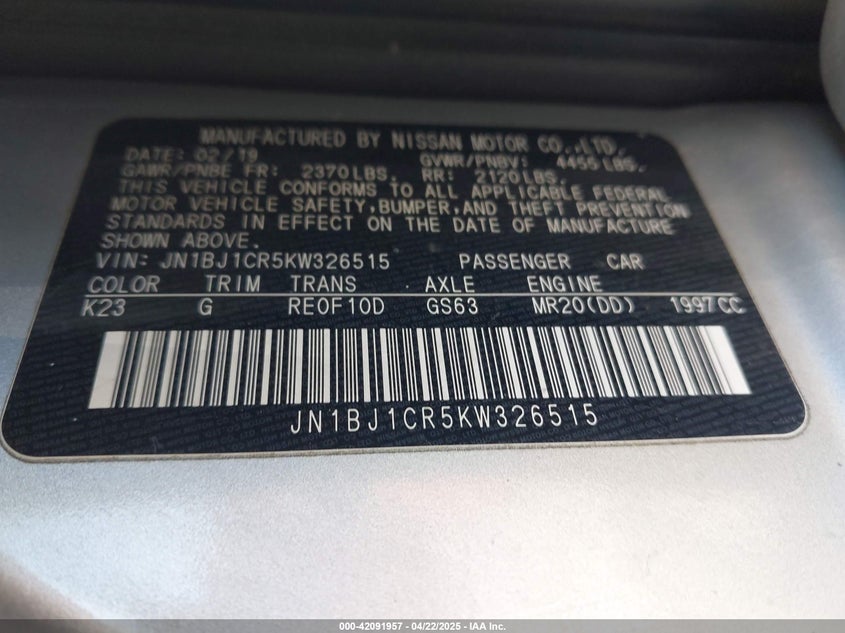 MANUFACTURED BY NISSAN MOTOR CO.,LTD.
DATE: 02/19 GVWR/PNBV: 4455 LBS.
GAWR/PNBE FR: 2370LBS. RR: 2120LBS.
THIS VEHICLE CONFORMS TO ALL APPLICABLE FEDERAL
MOTOR VEHICLE SAFETY,BUMPER,AND THEFT PREVENTION
STANDARDS IN EFFECT ON THE DATE OF MANUFACTURE
SHOWN ABOVE.
VIN: JN1BJ1CR5KW326515 PASSENGER CAR
COLOR TRIM TRANS AXLE ENGINE
K23 G RE0F10D GS63 MR20(DD) 1997CC
JN1BJ1CR5KW326515
000-42091957 - 04/22/2025 - IAA Inc.